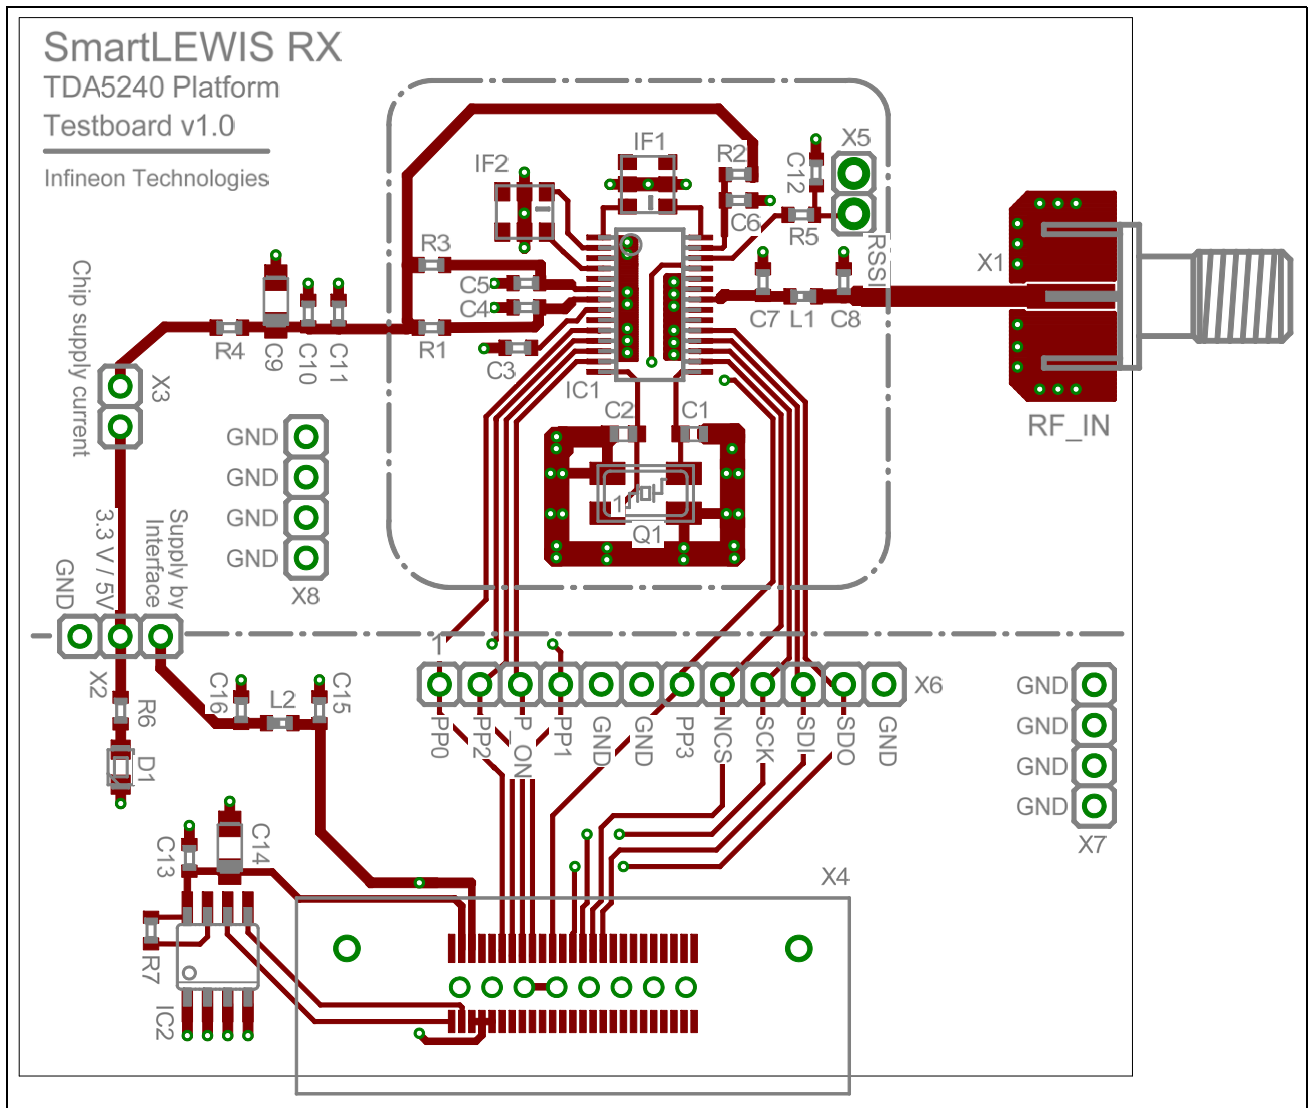 SmartLEWIS RX
TDA5240 Platform
Testboard v1.0
Infineon Technologies
IF2
IF1
R2
C12
X5
C6
R5
RSSI
X1
R3
C5
C4
R1
C3
IC1
C7
L1
C8
RF_IN
Chip supply current
X3
R4
C9
C10
C11
C2
C1
1
Q1
GND
GND
GND
GND
X8
GND
3.3 V / 5V
Supply by
Interface
X2
1
X6
PP0
PP2
P_ON
PP1
GND
GND
PP3
NCS
SCK
SDI
SDO
GND
GND
GND
GND
GND
X7
R6
D1
C16
L2
C15
C13
C14
R7
IC2
X4